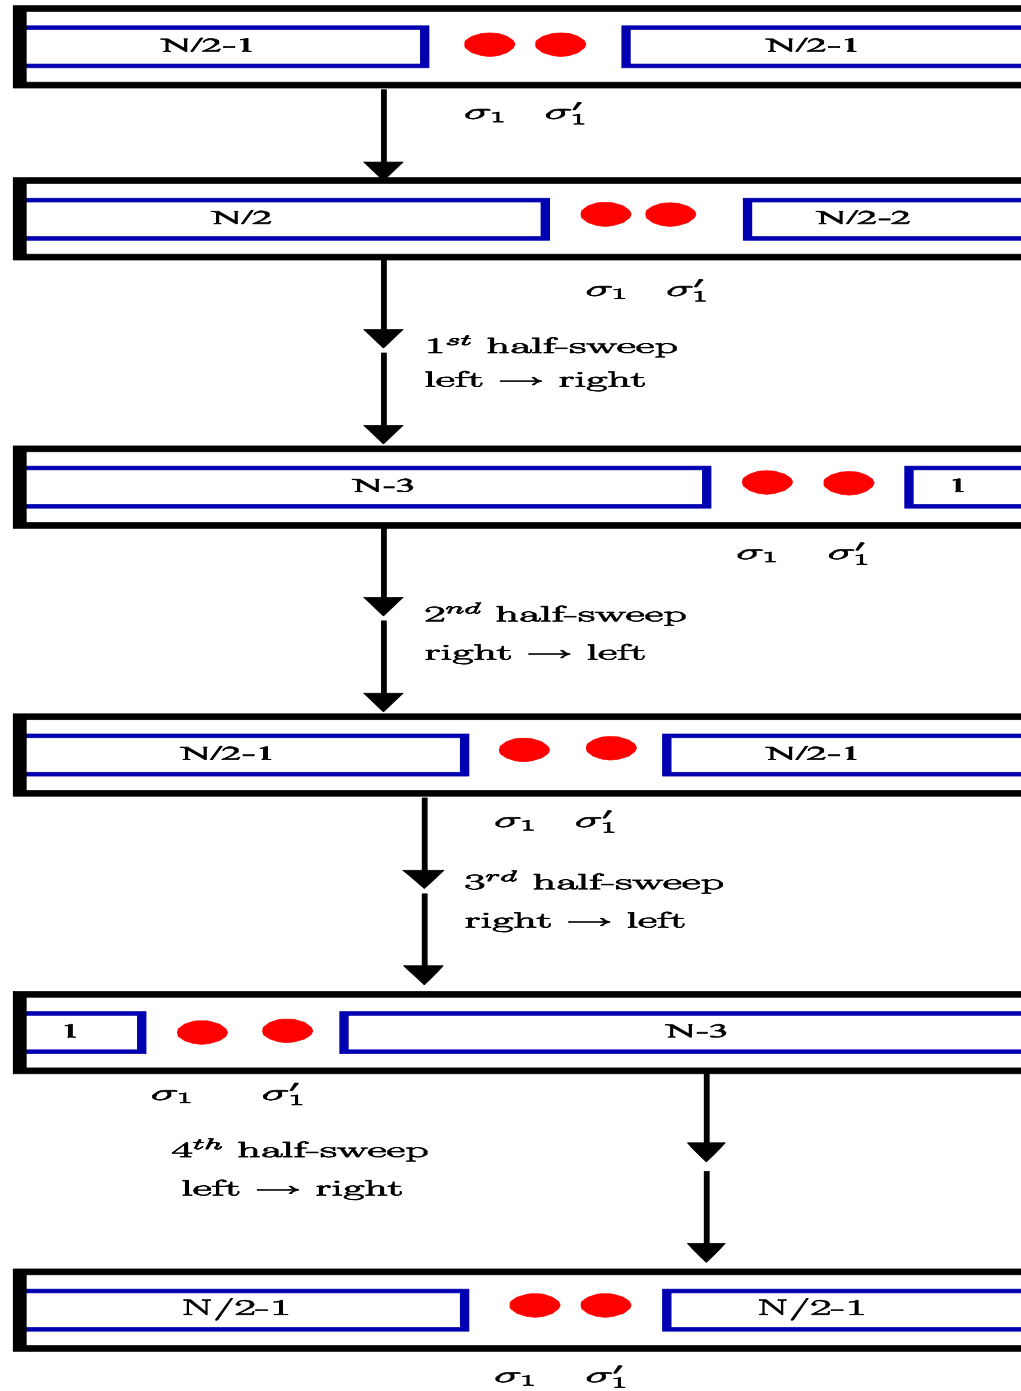 N/2-1 N/2-1
σ₁ σ₁′
N/2 N/2-2
σ₁ σ₁′
1ˢᵗ half-sweep
left ⟶ right
N-3 1
σ₁ σ₁′
2ⁿᵈ half-sweep
right ⟶ left
N/2-1 N/2-1
σ₁ σ₁′
3ʳᵈ half-sweep
right ⟶ left
1 N-3
σ₁ σ₁′
4ᵗʰ half-sweep
left ⟶ right
N/2-1 N/2-1
σ₁ σ₁′